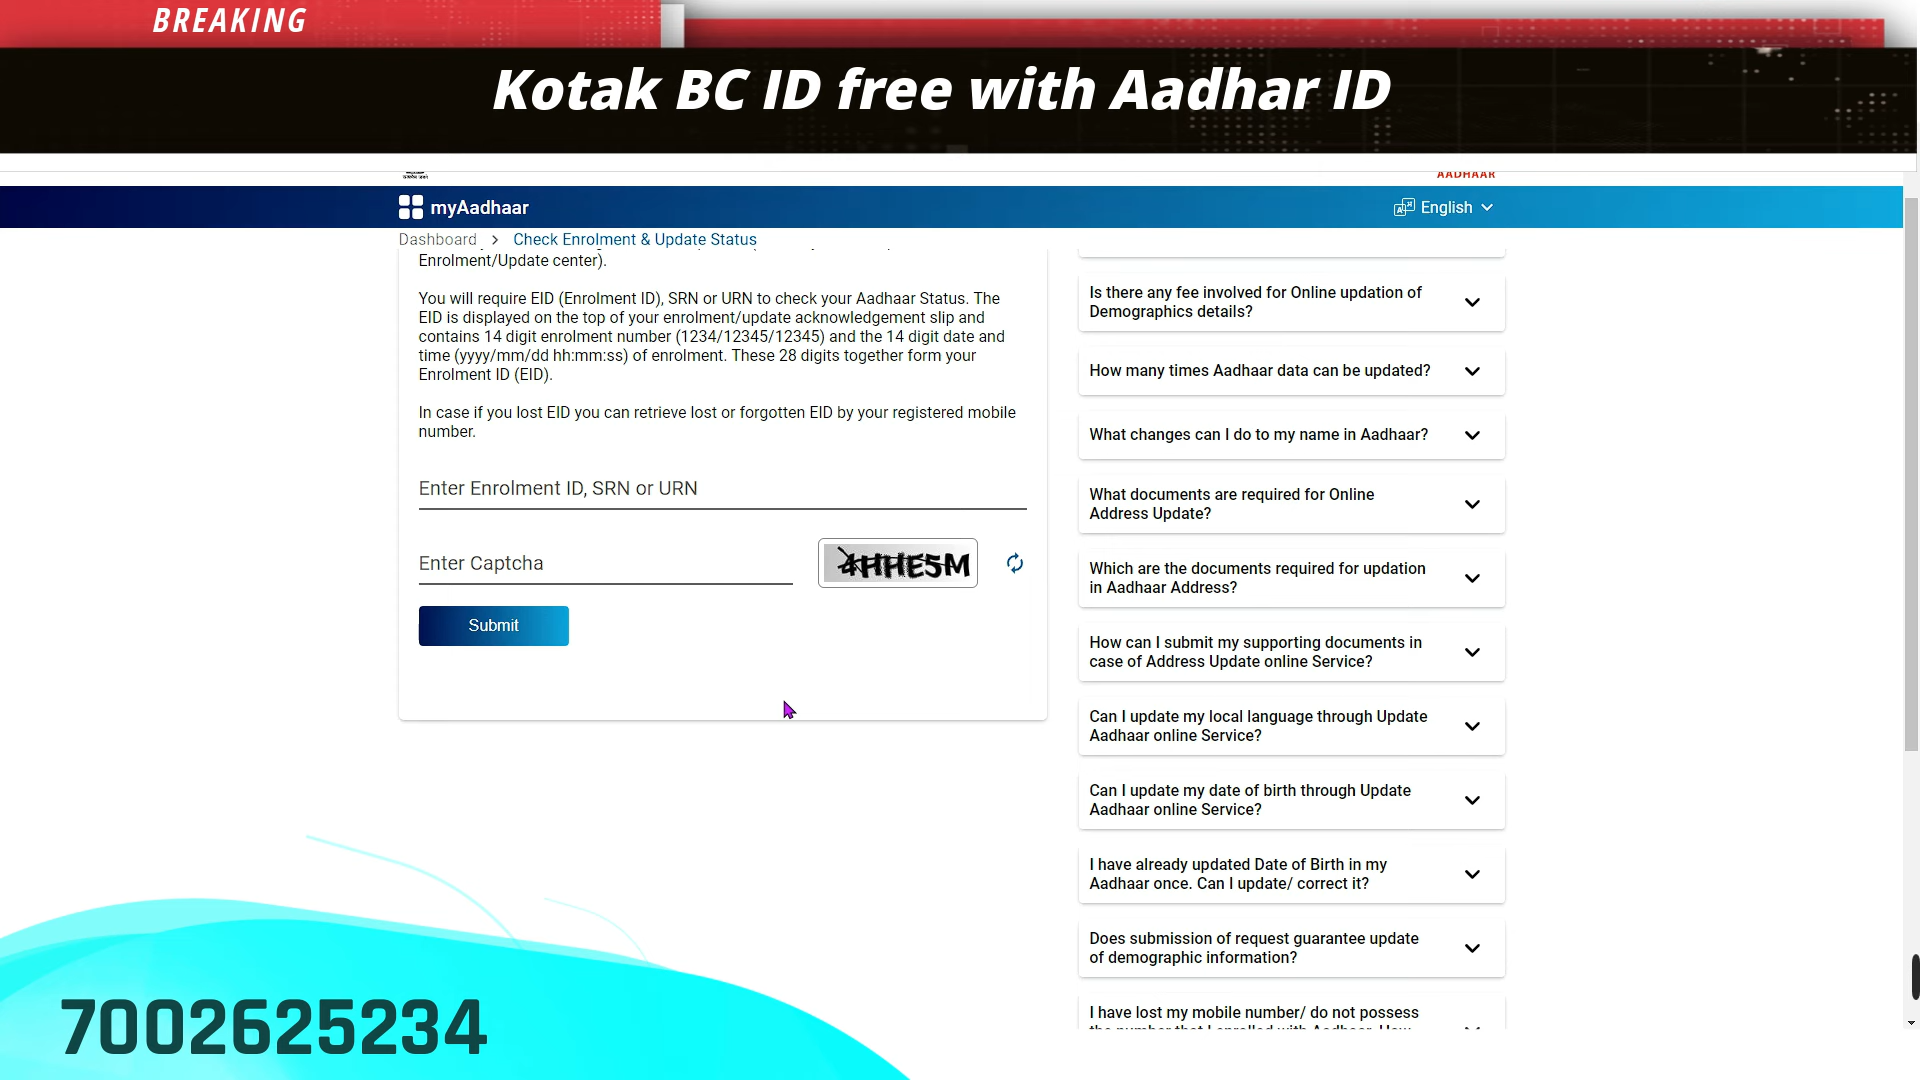 BREAKING
Kotak BC ID free with Aadhar ID
AADHAAR
myAadhaar
English
Dashboard > Check Enrolment & Update Status
Enrolment/Update center).
You will require EID (Enrolment ID), SRN or URN to check your Aadhaar Status. The
EID is displayed on the top of your enrolment/update acknowledgement slip and
contains 14 digit enrolment number (1234/12345/12345) and the 14 digit date and
time (yyyy/mm/dd hh:mm:ss) of enrolment. These 28 digits together form your
Enrolment ID (EID).
In case if you lost EID you can retrieve lost or forgotten EID by your registered mobile
number.
Enter Enrolment ID, SRN or URN
Enter Captcha
4HHE5M
Submit
Is there any fee involved for Online updation of
Demographics details?
How many times Aadhaar data can be updated?
What changes can I do to my name in Aadhaar?
What documents are required for Online
Address Update?
Which are the documents required for updation
in Aadhaar Address?
How can I submit my supporting documents in
case of Address Update online Service?
Can I update my local language through Update
Aadhaar online Service?
Can I update my date of birth through Update
Aadhaar online Service?
I have already updated Date of Birth in my
Aadhaar once. Can I update/ correct it?
Does submission of request guarantee update
of demographic information?
I have lost my mobile number/ do not possess
the number that I enrolled with Aadhaar. How
7002625234